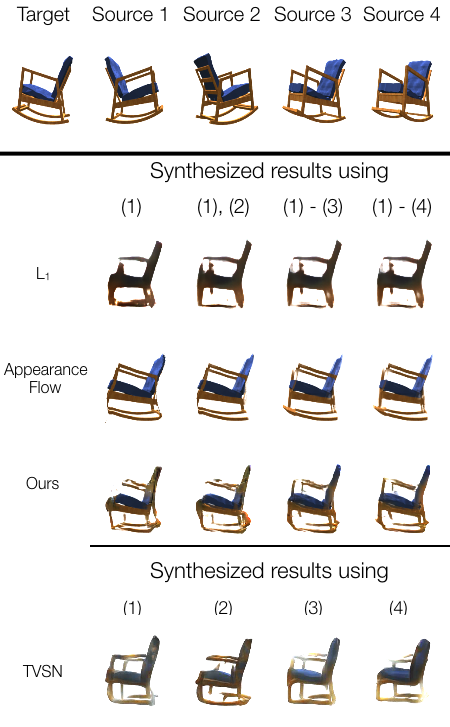 Target Source 1 Source 2 Source 3 Source 4
Synthesized results using
(1) (1), (2) (1) - (3) (1) - (4)
L₁
Appearance
Flow
Ours
Synthesized results using
(1) (2) (3) (4)
TVSN